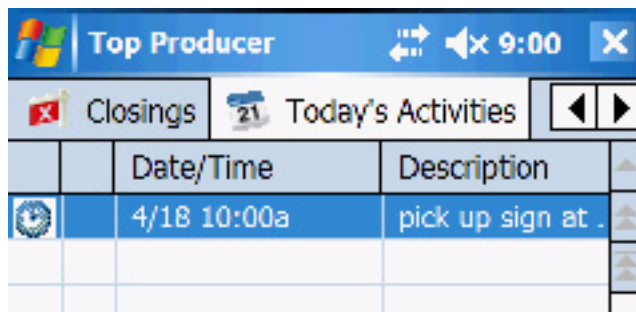 Top Producer 9:00
Closings 21 Today's Activities
Date/Time Description
4/18 10:00a pick up sign at .